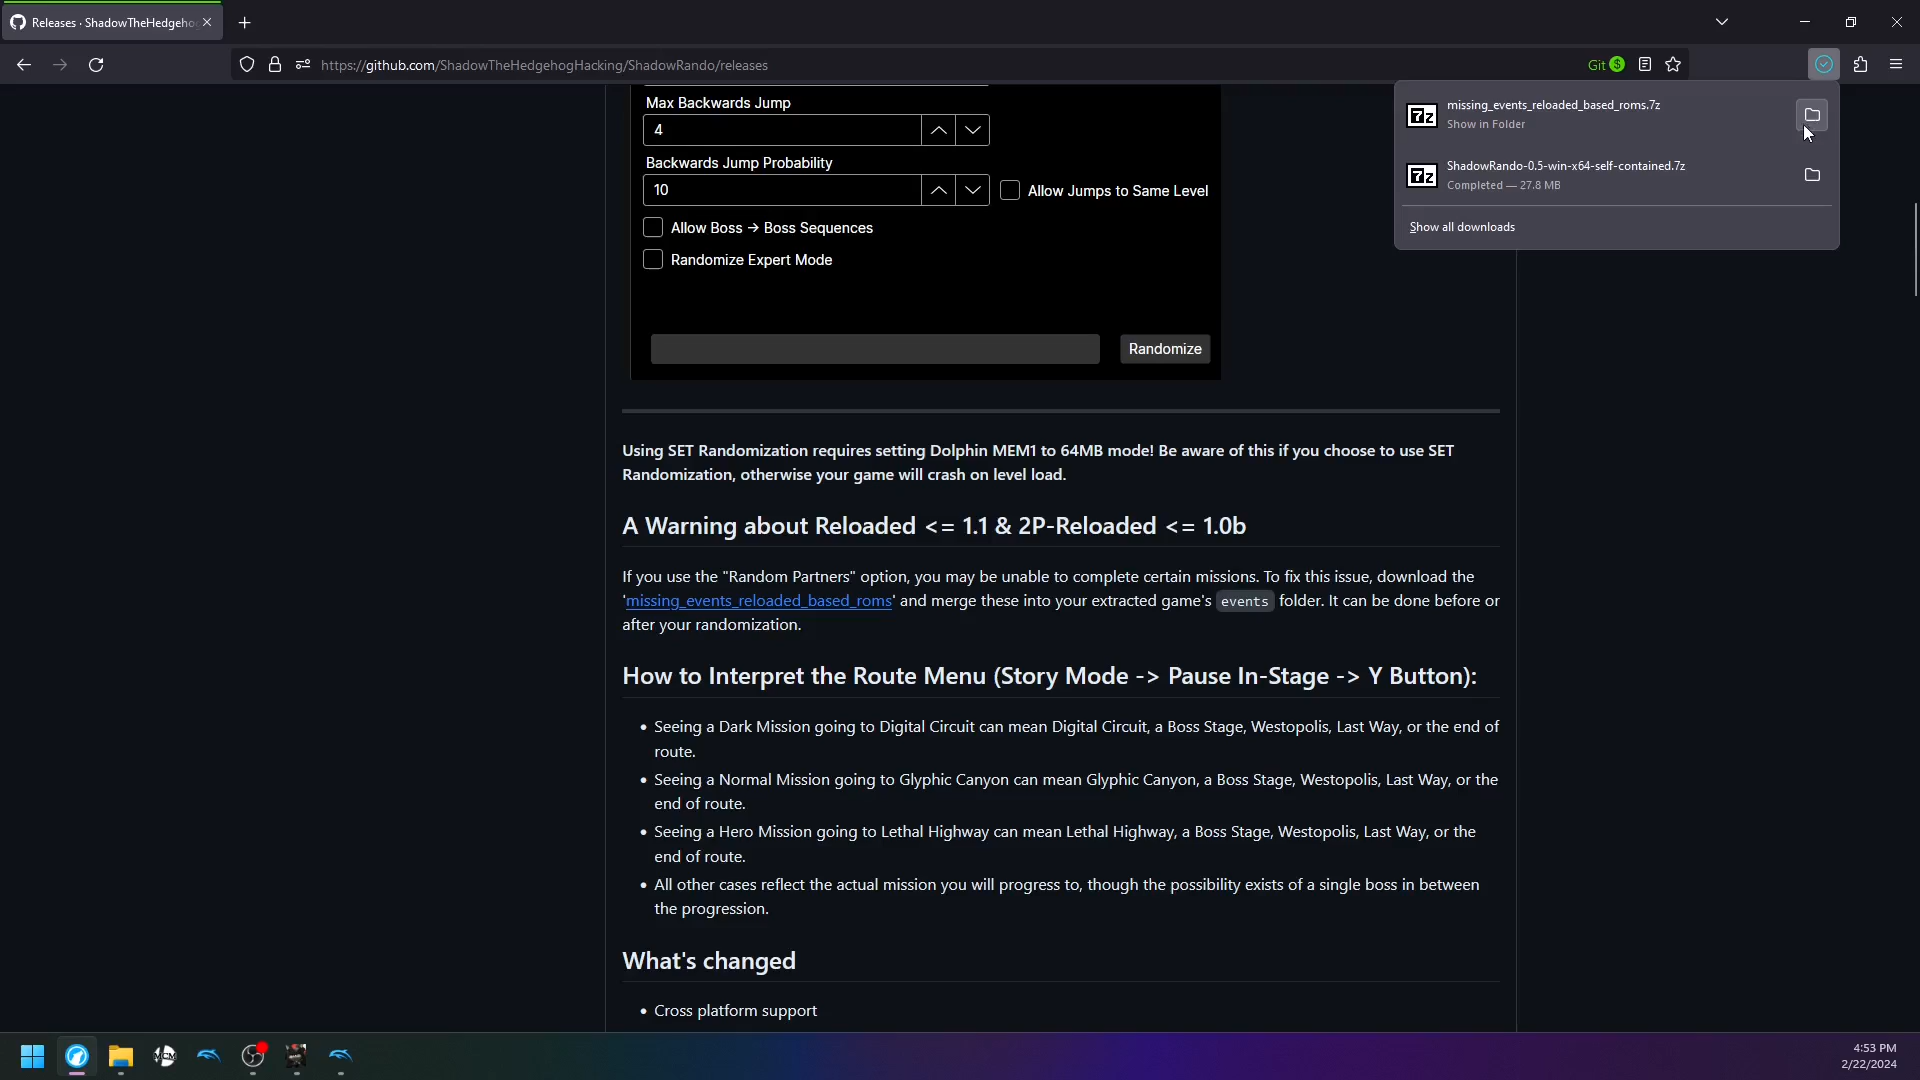 Releases · ShadowTheHedgeho
https://github.com/ShadowTheHedgehogHacking/ShadowRando/releases
Git $
missing_events_reloaded_based_roms.7z
Show in Folder
ShadowRando-0.5-win-x64-self-contained.7z
Completed — 27.8 MB
Show all downloads
7z
7z
Max Backwards Jump
4
Backwards Jump Probability
10
Allow Jumps to Same Level
Allow Boss -> Boss Sequences
Randomize Expert Mode
Randomize
Using SET Randomization requires setting Dolphin MEM1 to 64MB mode! Be aware of this if you choose to use SET
Randomization, otherwise your game will crash on level load.
A Warning about Reloaded <= 1.1 & 2P-Reloaded <= 1.0b
If you use the "Random Partners" option, you may be unable to complete certain missions. To fix this issue, download the
'missing_events_reloaded_based_roms' and merge these into your extracted game's events folder. It can be done before or
after your randomization.
How to Interpret the Route Menu (Story Mode -> Pause In-Stage -> Y Button):
• Seeing a Dark Mission going to Digital Circuit can mean Digital Circuit, a Boss Stage, Westopolis, Last Way, or the end of
route.
• Seeing a Normal Mission going to Glyphic Canyon can mean Glyphic Canyon, a Boss Stage, Westopolis, Last Way, or the
end of route.
• Seeing a Hero Mission going to Lethal Highway can mean Lethal Highway, a Boss Stage, Westopolis, Last Way, or the
end of route.
• All other cases reflect the actual mission you will progress to, though the possibility exists of a single boss in between
the progression.
What's changed
• Cross platform support
MCM
4:53 PM
2/22/2024